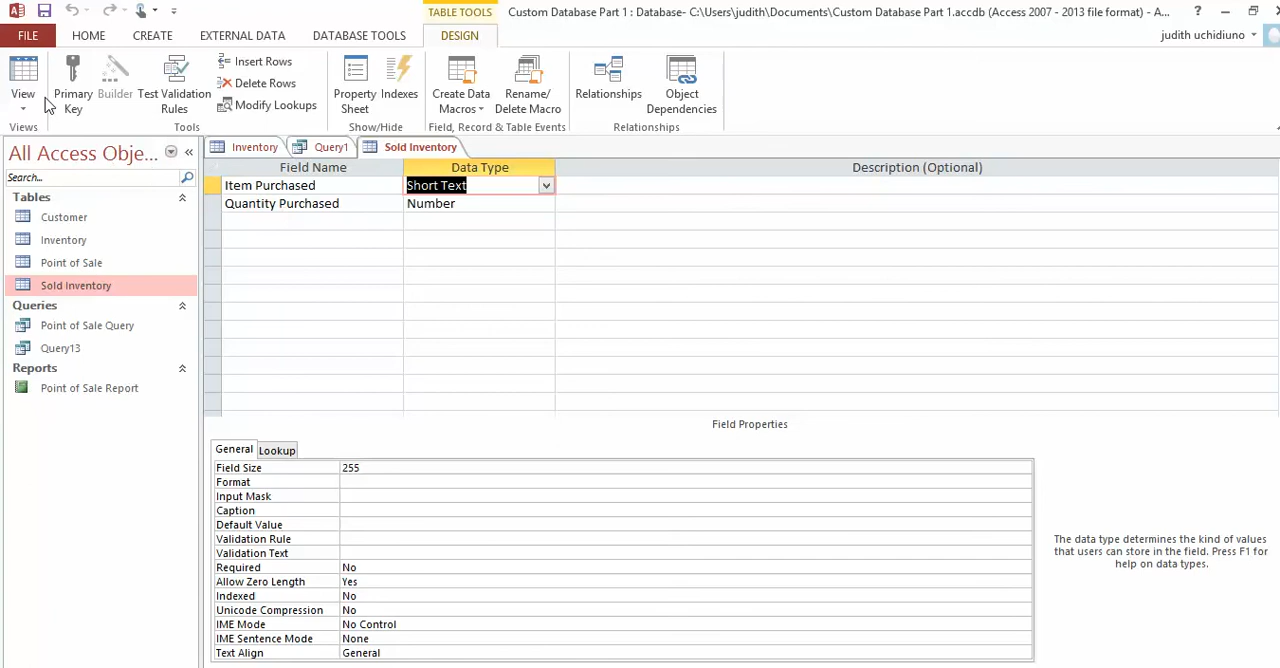 TABLE TOOLS
Custom Database Part 1 : Database- C:\Users\judith\Documents\Custom Database Part 1.accdb (Access 2007 - 2013 file format) - A...
?
FILE HOME CREATE EXTERNAL DATA DATABASE TOOLS DESIGN
judith uchidiuno
View
Primary Key
Builder
Test Validation Rules
Insert Rows
Delete Rows
Modify Lookups
Property Sheet
Indexes
Create Data Macros
Rename/ Delete Macro
Relationships
Object Dependencies
Views Tools Show/Hide Field, Record & Table Events Relationships
All Access Obje...
Search...
Tables
Customer
Inventory
Point of Sale
Sold Inventory
Queries
Point of Sale Query
Query13
Reports
Point of Sale Report
Inventory Query1 Sold Inventory
Field Name Data Type Description (Optional)
Item Purchased Short Text
Quantity Purchased Number
Field Properties
General Lookup
Field Size 255
Format
Input Mask
Caption
Default Value
Validation Rule
Validation Text
Required No
Allow Zero Length Yes
Indexed No
Unicode Compression No
IME Mode No Control
IME Sentence Mode None
Text Align General
The data type determines the kind of values
that users can store in the field. Press F1 for
help on data types.